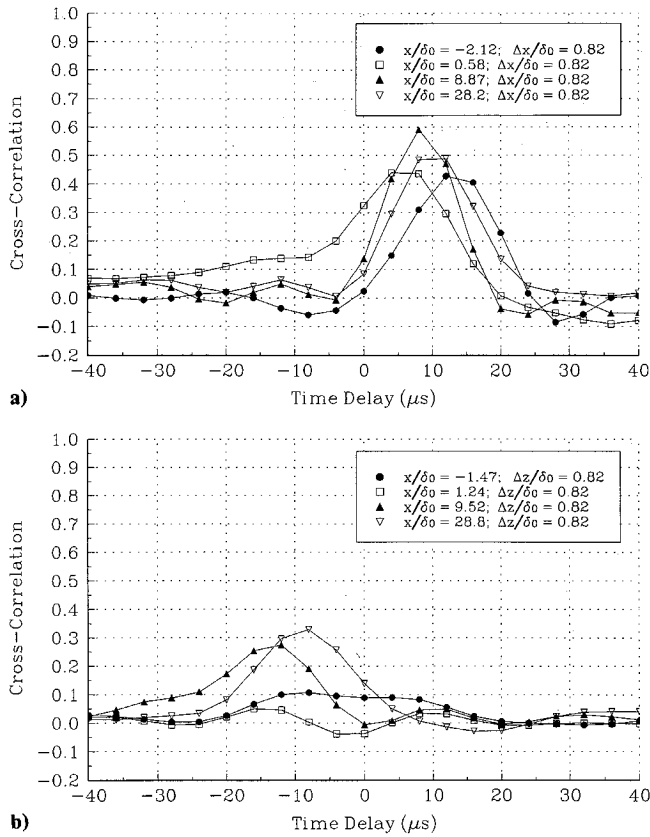 1.0
0.9
0.8
0.7
0.6
0.5
0.4
0.3
0.2
0.1
0.0
-0.1
-0.2
Cross-Correlation
x/δ0 = -2.12; Δx/δ0 = 0.82
x/δ0 = 0.58; Δx/δ0 = 0.82
x/δ0 = 8.87; Δx/δ0 = 0.82
x/δ0 = 28.2; Δx/δ0 = 0.82
-40 -30 -20 -10 0 10 20 30 40
Time Delay (μs)
a)
1.0
0.9
0.8
0.7
0.6
0.5
0.4
0.3
0.2
0.1
0.0
-0.1
-0.2
Cross-Correlation
x/δ0 = -1.47; Δz/δ0 = 0.82
x/δ0 = 1.24; Δz/δ0 = 0.82
x/δ0 = 9.52; Δz/δ0 = 0.82
x/δ0 = 28.8; Δz/δ0 = 0.82
-40 -30 -20 -10 0 10 20 30 40
Time Delay (μs)
b)